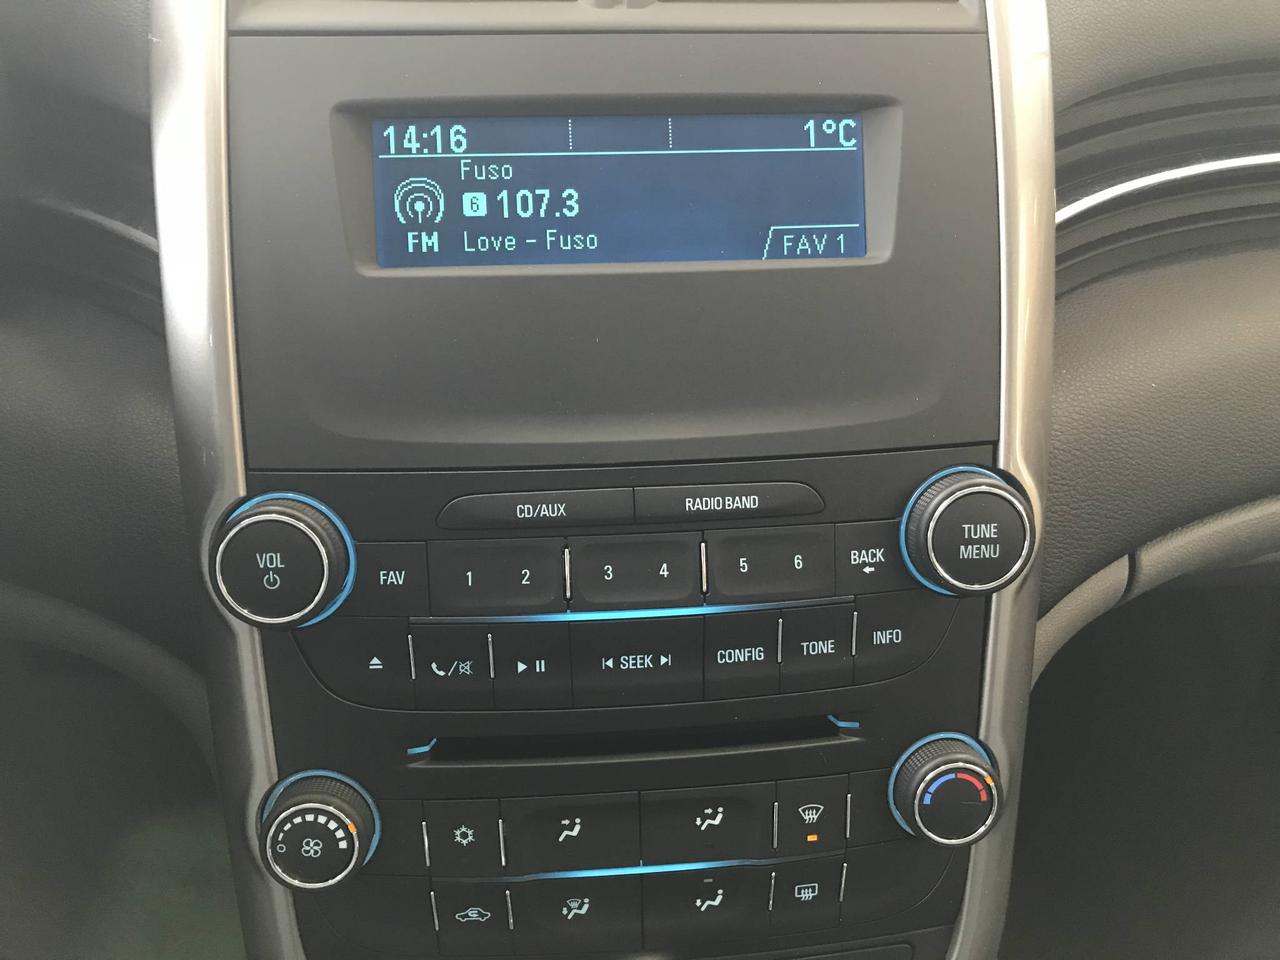 14:16 1°C
Fuso
6 107.3
FM Love - Fuso FAV 1
CD/AUX RADIO BAND
VOL
TUNE
MENU
FAV 1 2 3 4 5 6 BACK
SEEK CONFIG TONE INFO